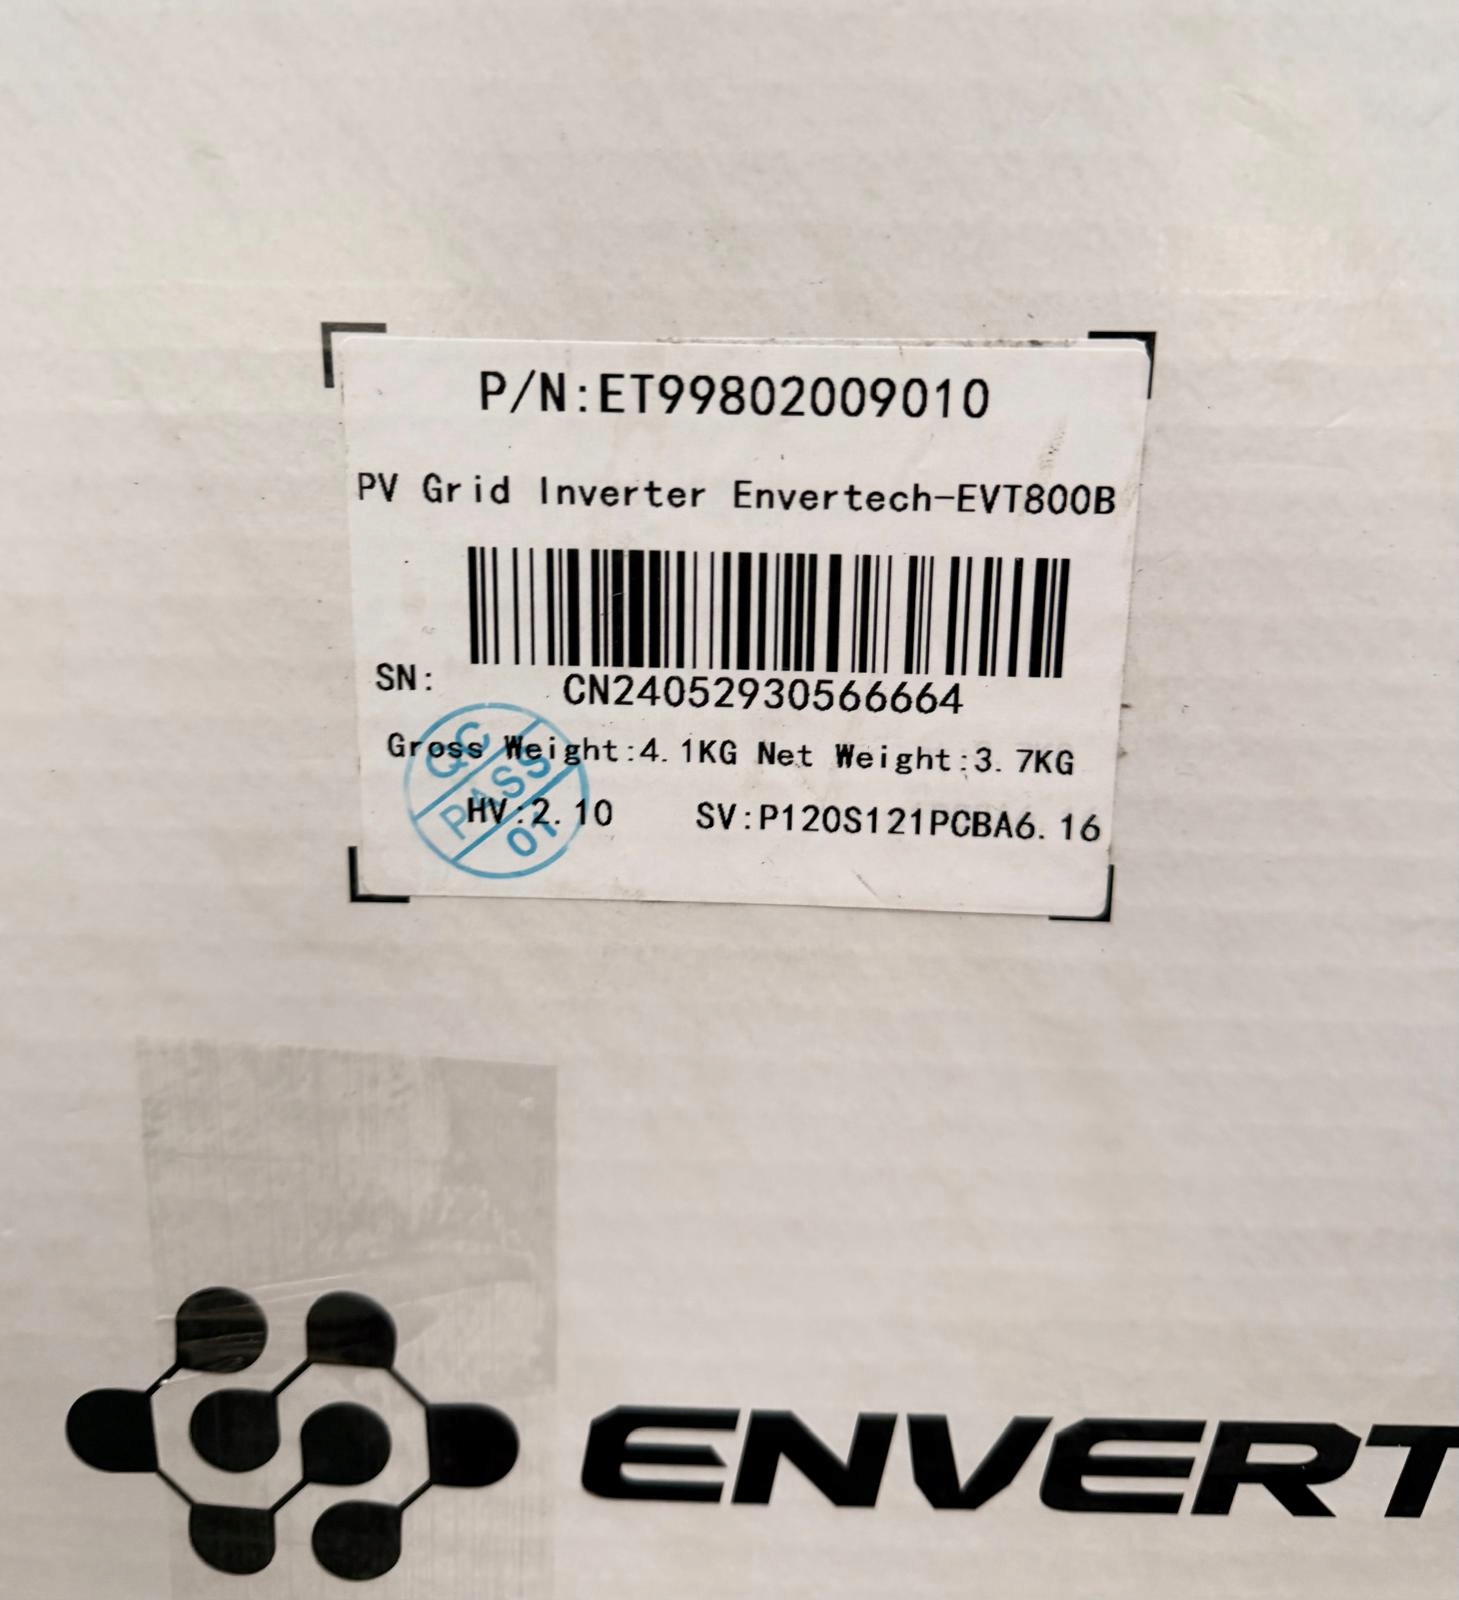 P/N:ET99802009010
PV Grid Inverter Envertech-EVT800B
SN:
CN24052930566664
Gross Weight:4.1KG Net Weight:3.7KG
HV:2.10 SV:P120S121PCBA6.16
QC
PASS
01
ENVERT